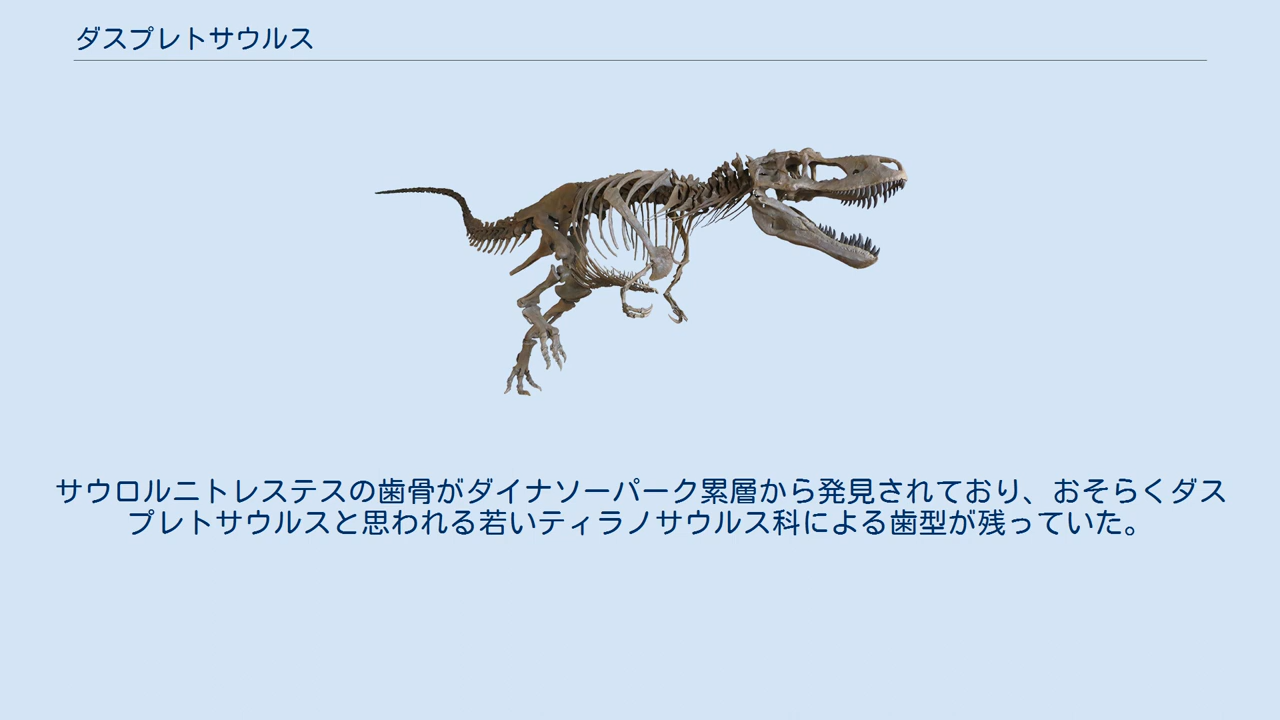 ダスプレトサウルス
サウロルニトレステスの歯骨がダイナソーパーク累層から発見されており、おそらくダス
プレトサウルスと思われる若いティラノサウルス科による歯型が残っていた。